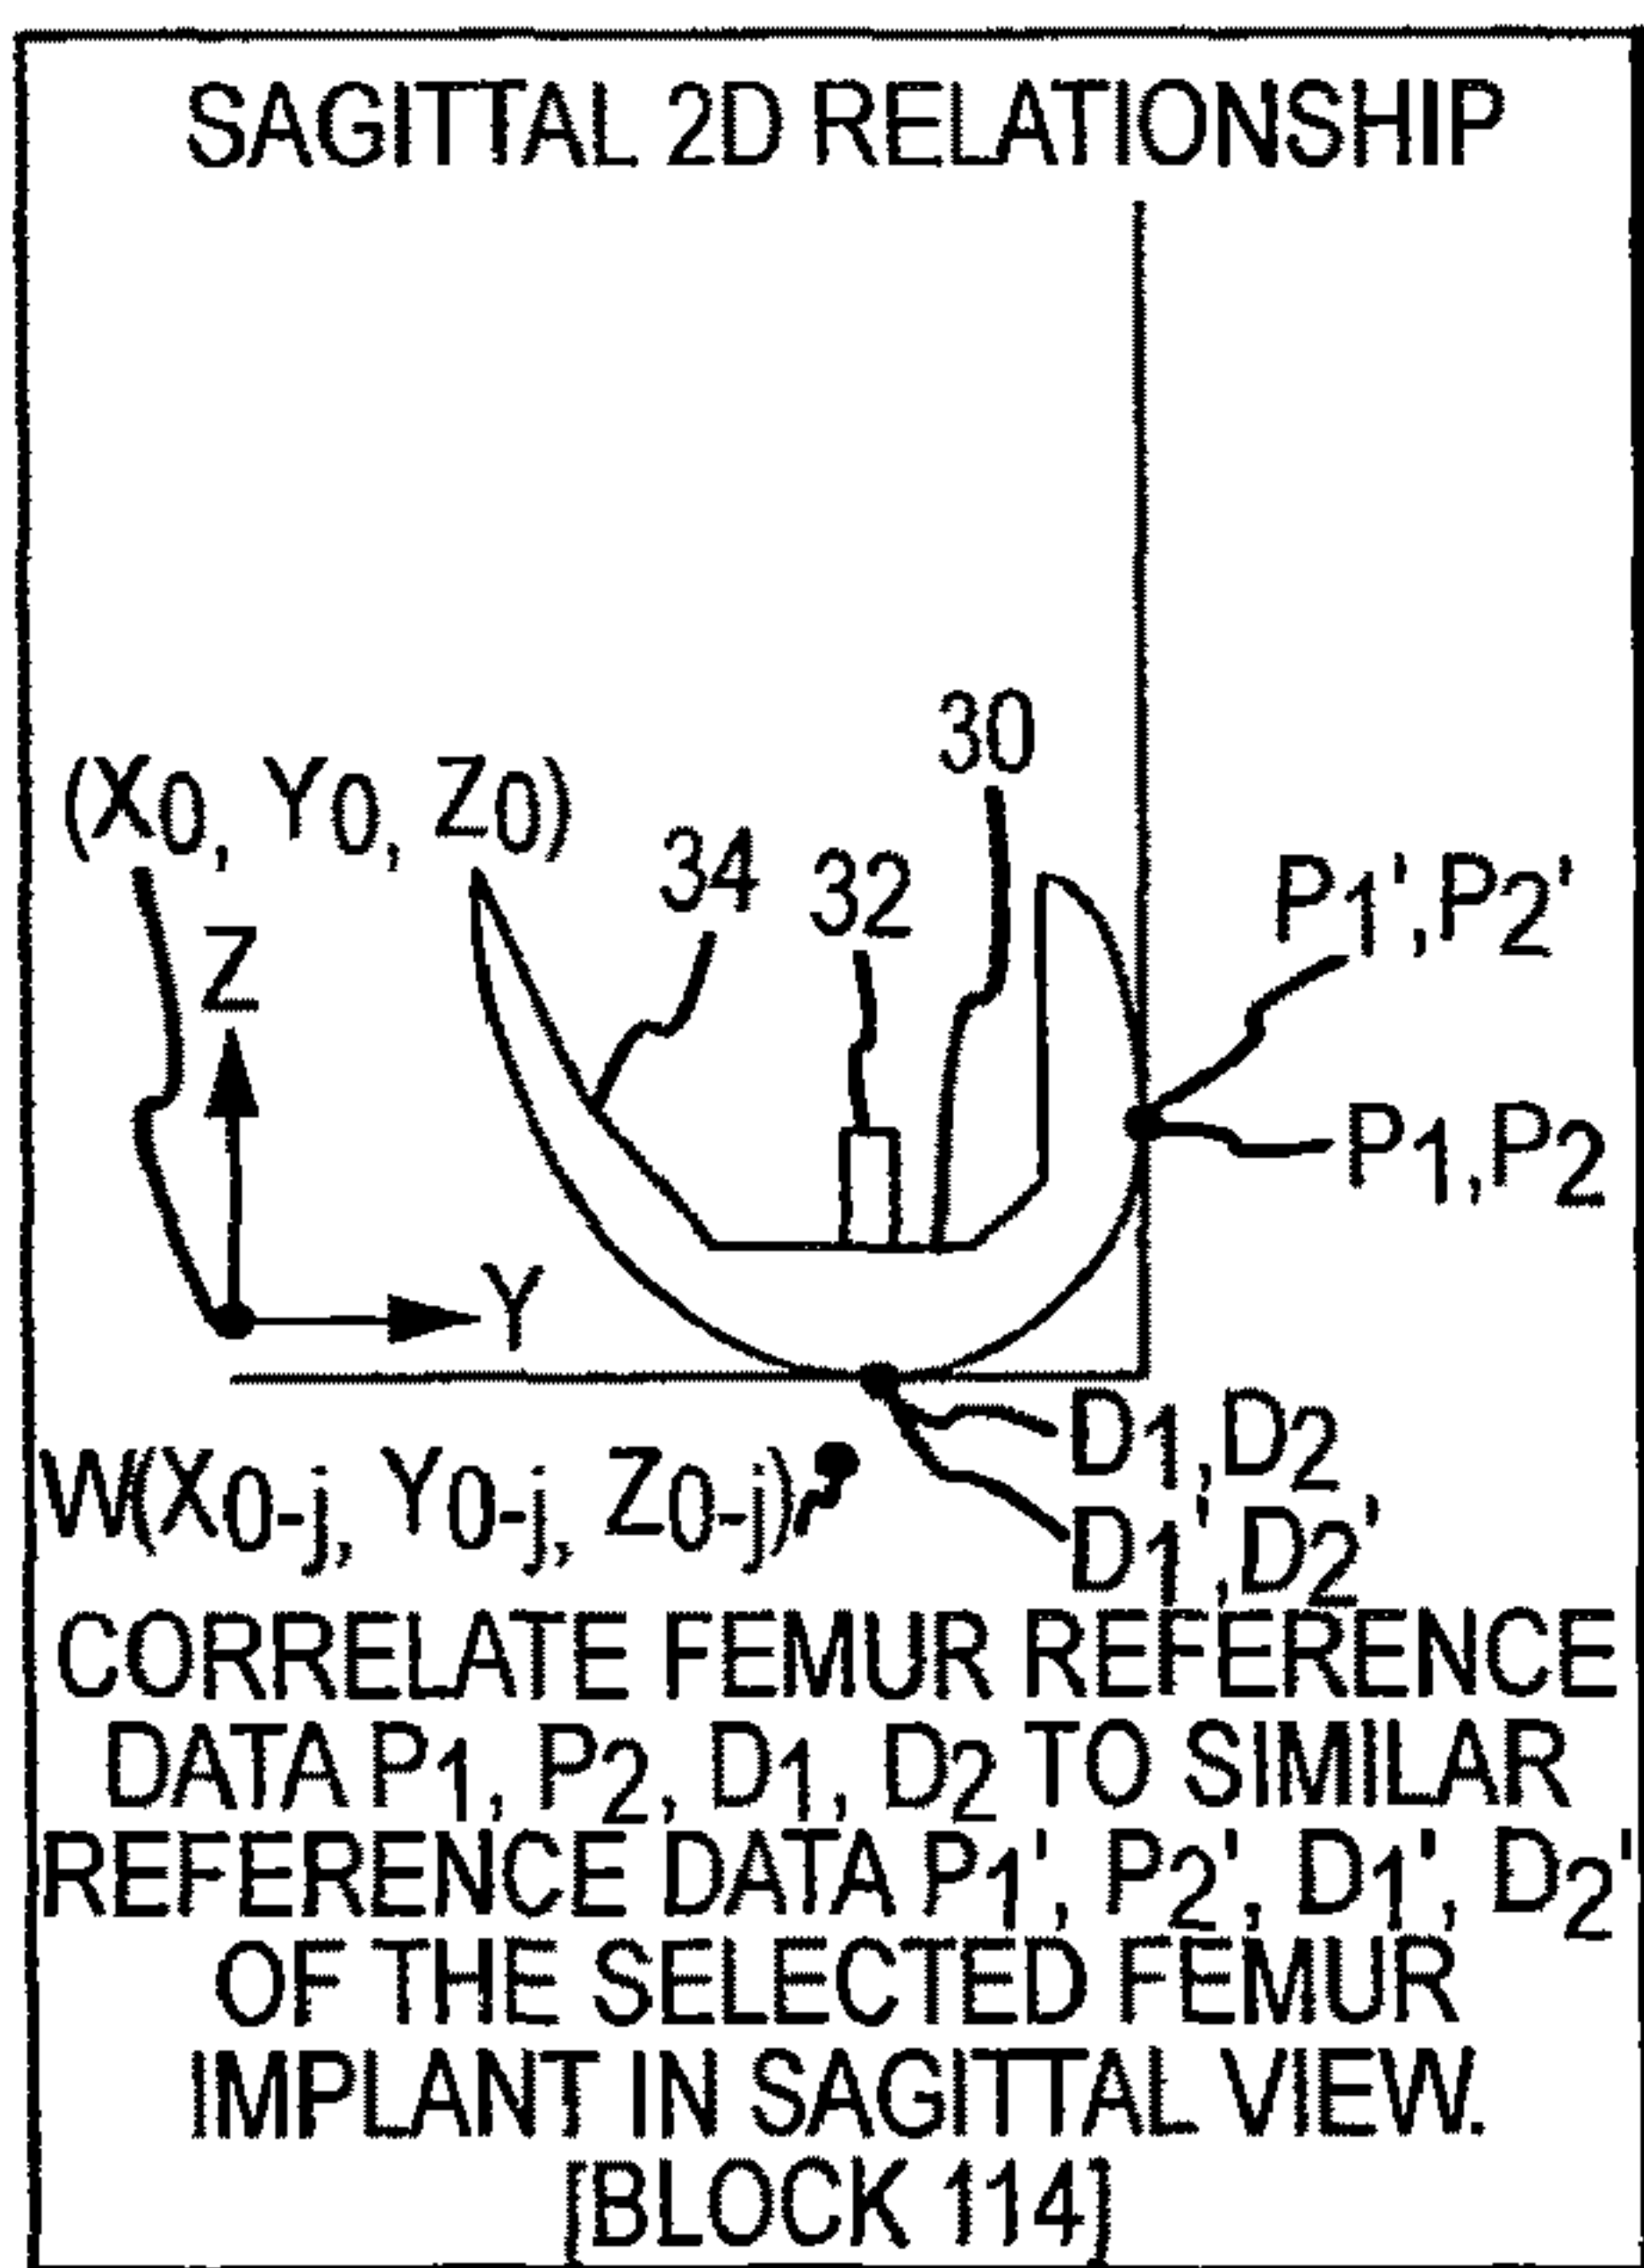 SAGITTAL 2D RELATIONSHIP
30
(X0, Y0, Z0)
34
32
P1',P2'
Z
P1,P2
Y
D1,D2
W(X0-j, Y0-j, Z0-j)
D1',D2'
CORRELATE FEMUR REFERENCE
DATA P1, P2, D1, D2 TO SIMILAR
REFERENCE DATA P1', P2', D1', D2'
OF THE SELECTED FEMUR
IMPLANT IN SAGITTAL VIEW.
[BLOCK 114]